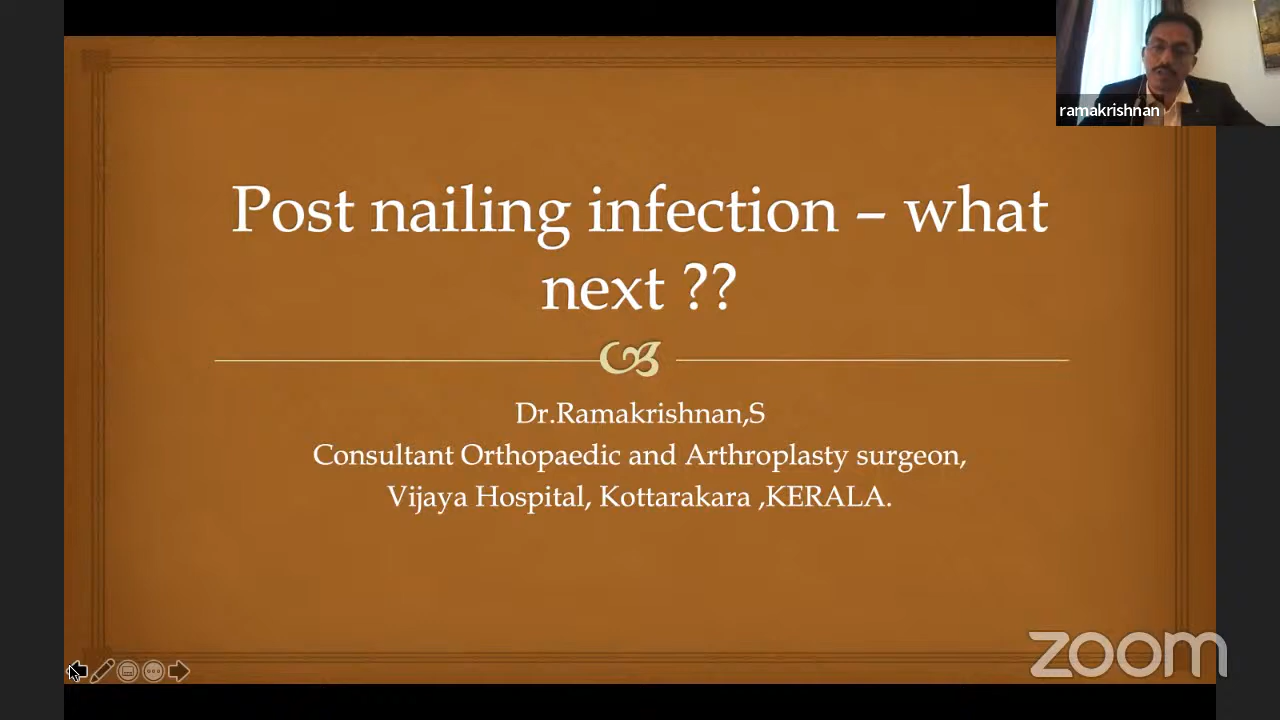 ramakrishnan
Post nailing infection – what
next ??
Dr.Ramakrishnan,S
Consultant Orthopaedic and Arthroplasty surgeon,
Vijaya Hospital, Kottarakara ,KERALA.
zoom